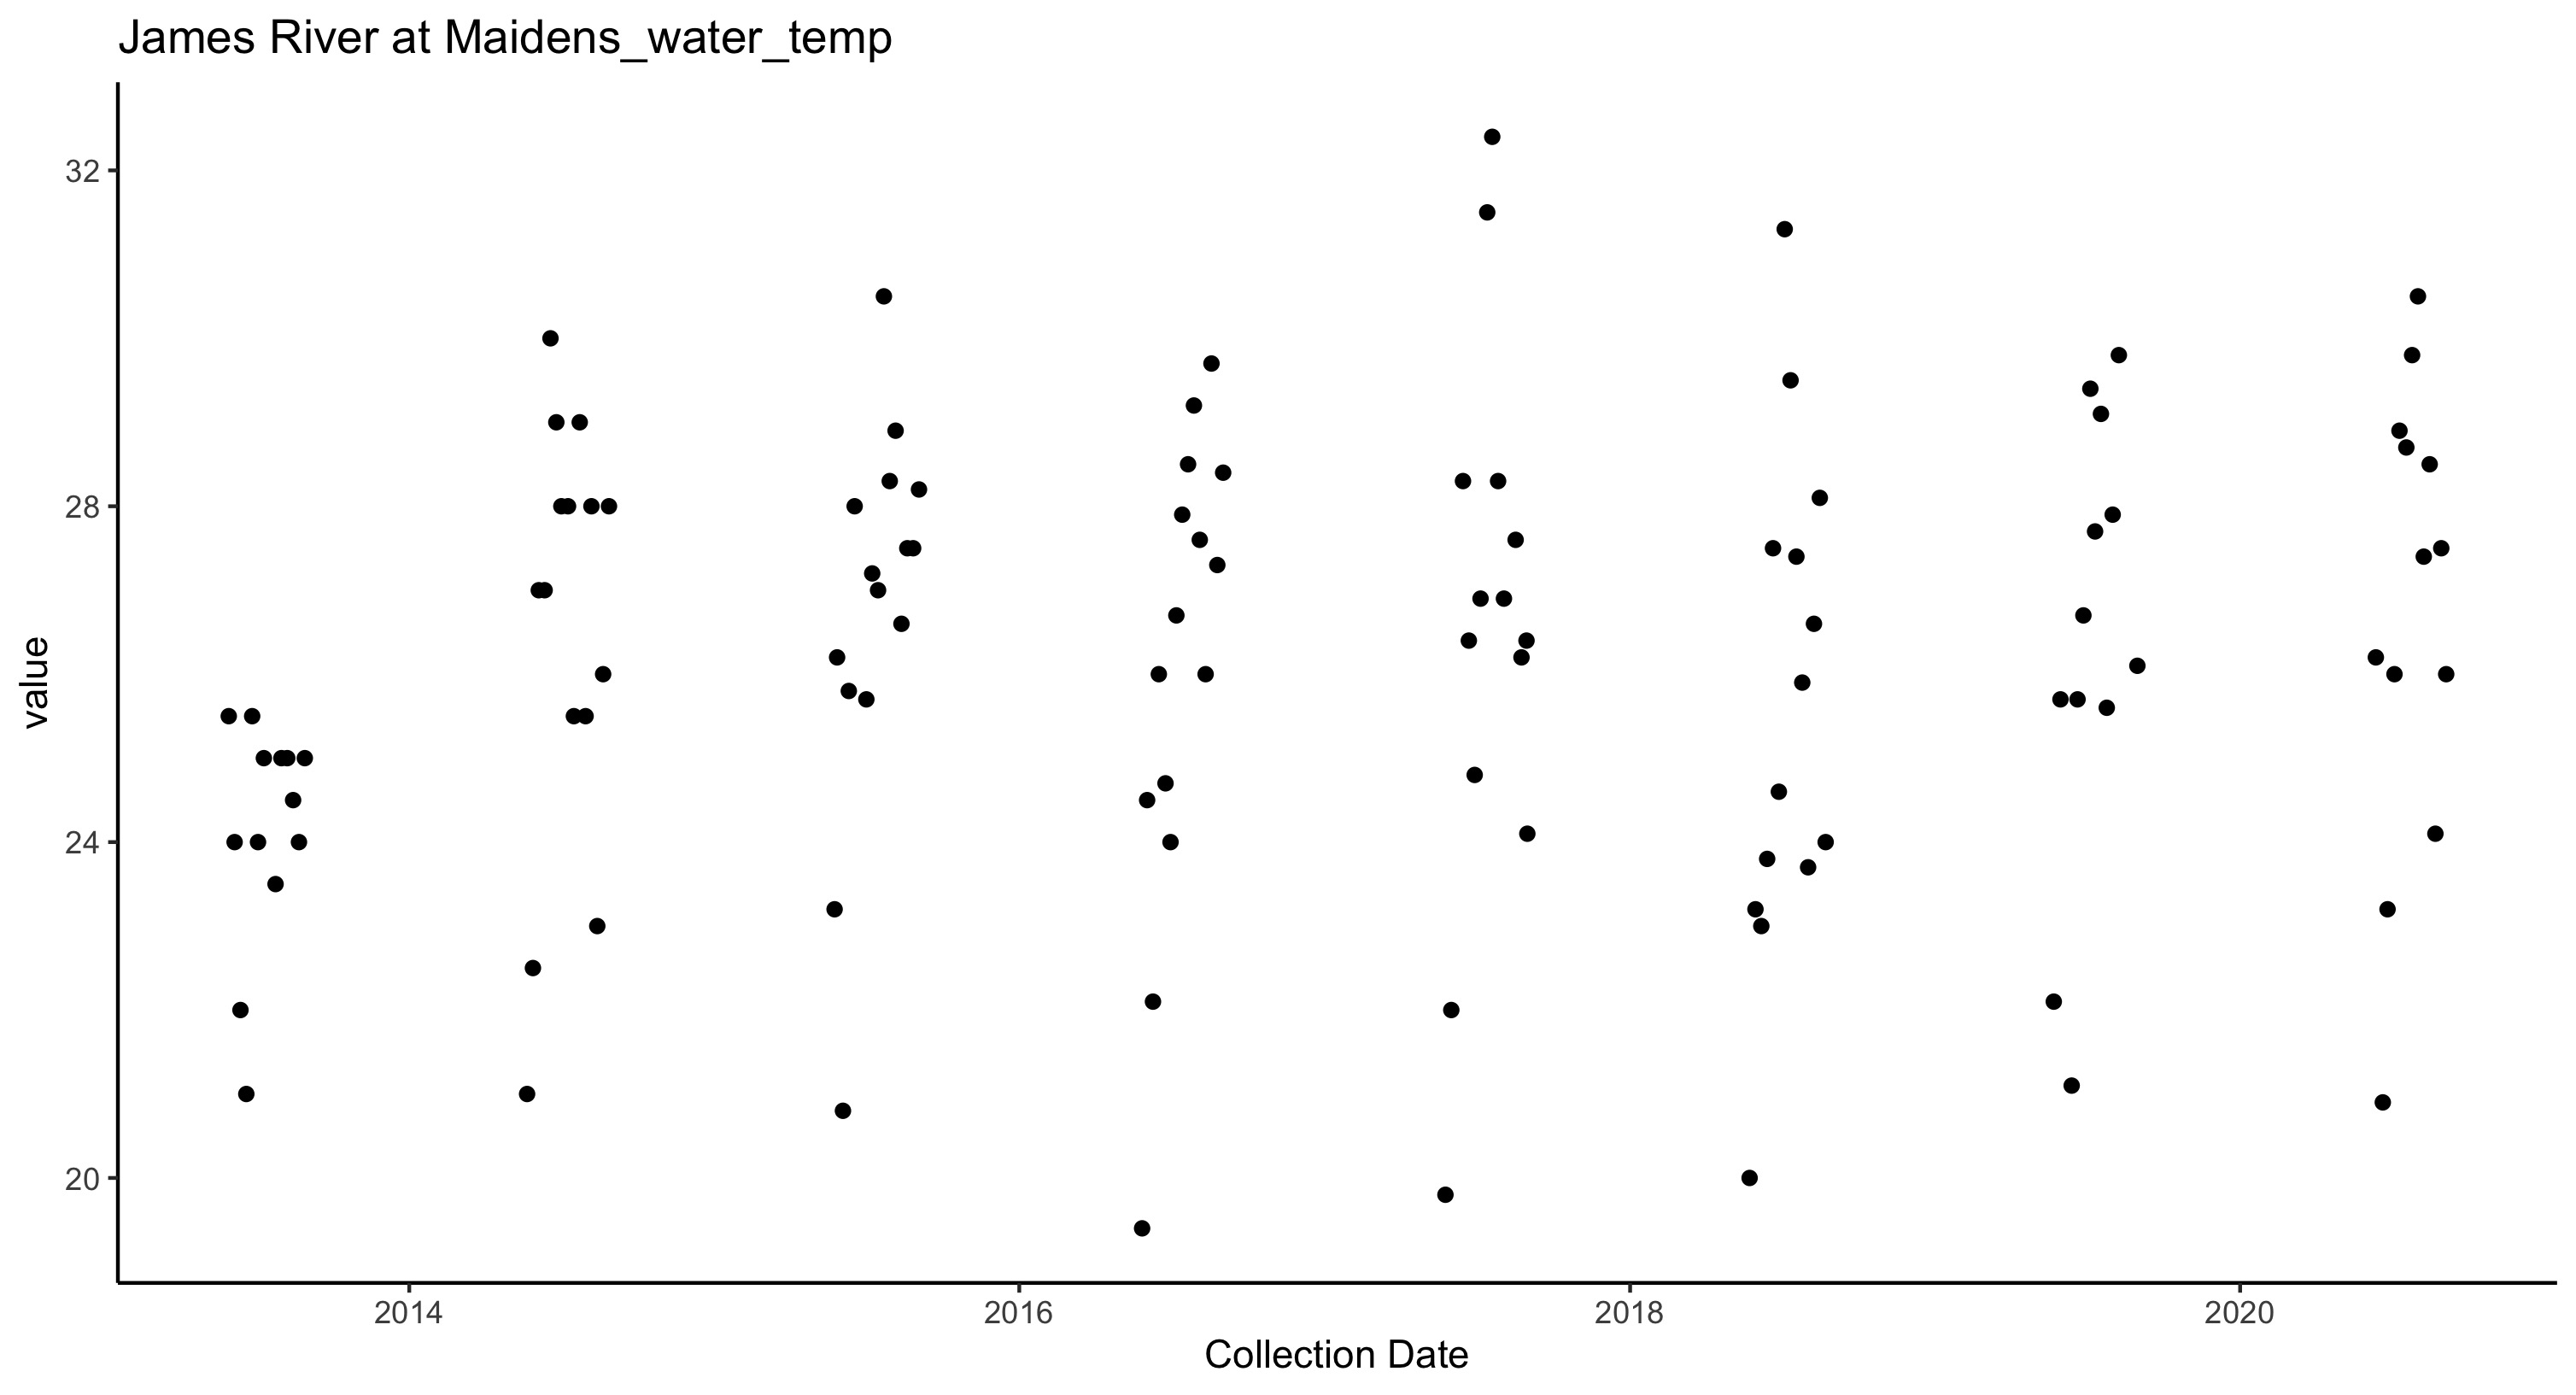 James River at Maidens_water_temp
32
28
24
20
value
2014 2016 2018 2020
Collection Date